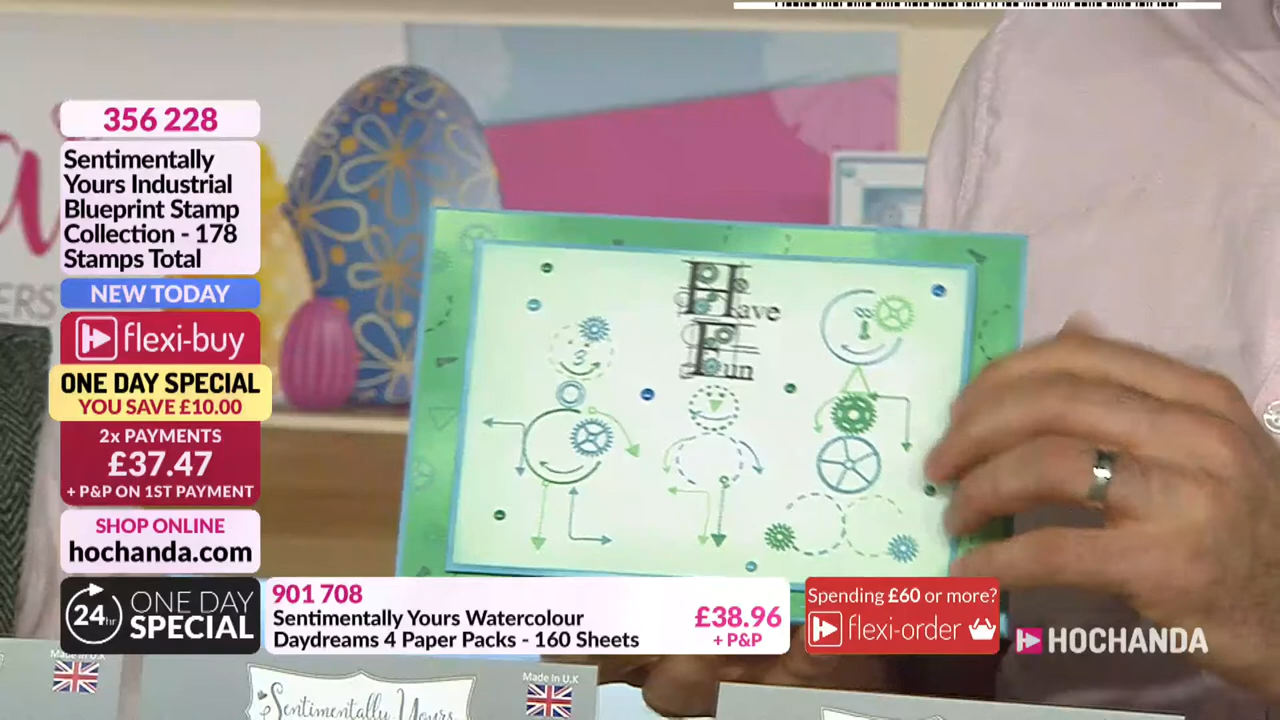 356 228
Sentimentally
Yours Industrial
Blueprint Stamp
Collection - 178
Stamps Total
NEW TODAY
flexi-buy
ONE DAY SPECIAL
YOU SAVE £10.00
2x PAYMENTS
£37.47
+ P&P ON 1ST PAYMENT
SHOP ONLINE
hochanda.com
24hr
ONE DAY
SPECIAL
901 708
Sentimentally Yours Watercolour
Daydreams 4 Paper Packs - 160 Sheets
£38.96
+ P&P
Spending £60 or more?
flexi-order
HOCHANDA
Have
Fun
3
Made in U.K
Sentimentally Yours
Made In U.K